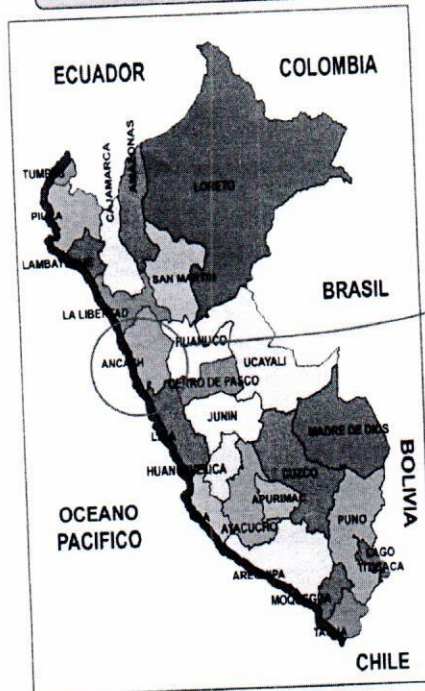 ECUADOR
COLOMBIA
TUMBES
CAJAMARCA
AMAZONAS
LORETO
PIURA
LAMBAYEQUE
SAN MARTIN
LA LIBERTAD
BRASIL
ANCASH
HUANUCO
UCAYALI
CERRO DE PASCO
LIMA
JUNIN
MADRE DE DIOS
HUANCAVELICA
CUZCO
BOLIVIA
OCEANO
PACIFICO
APURIMAC
AYACUCHO
PUNO
LAGO
TITICACA
AREQUIPA
MOQUEGUA
TACNA
CHILE